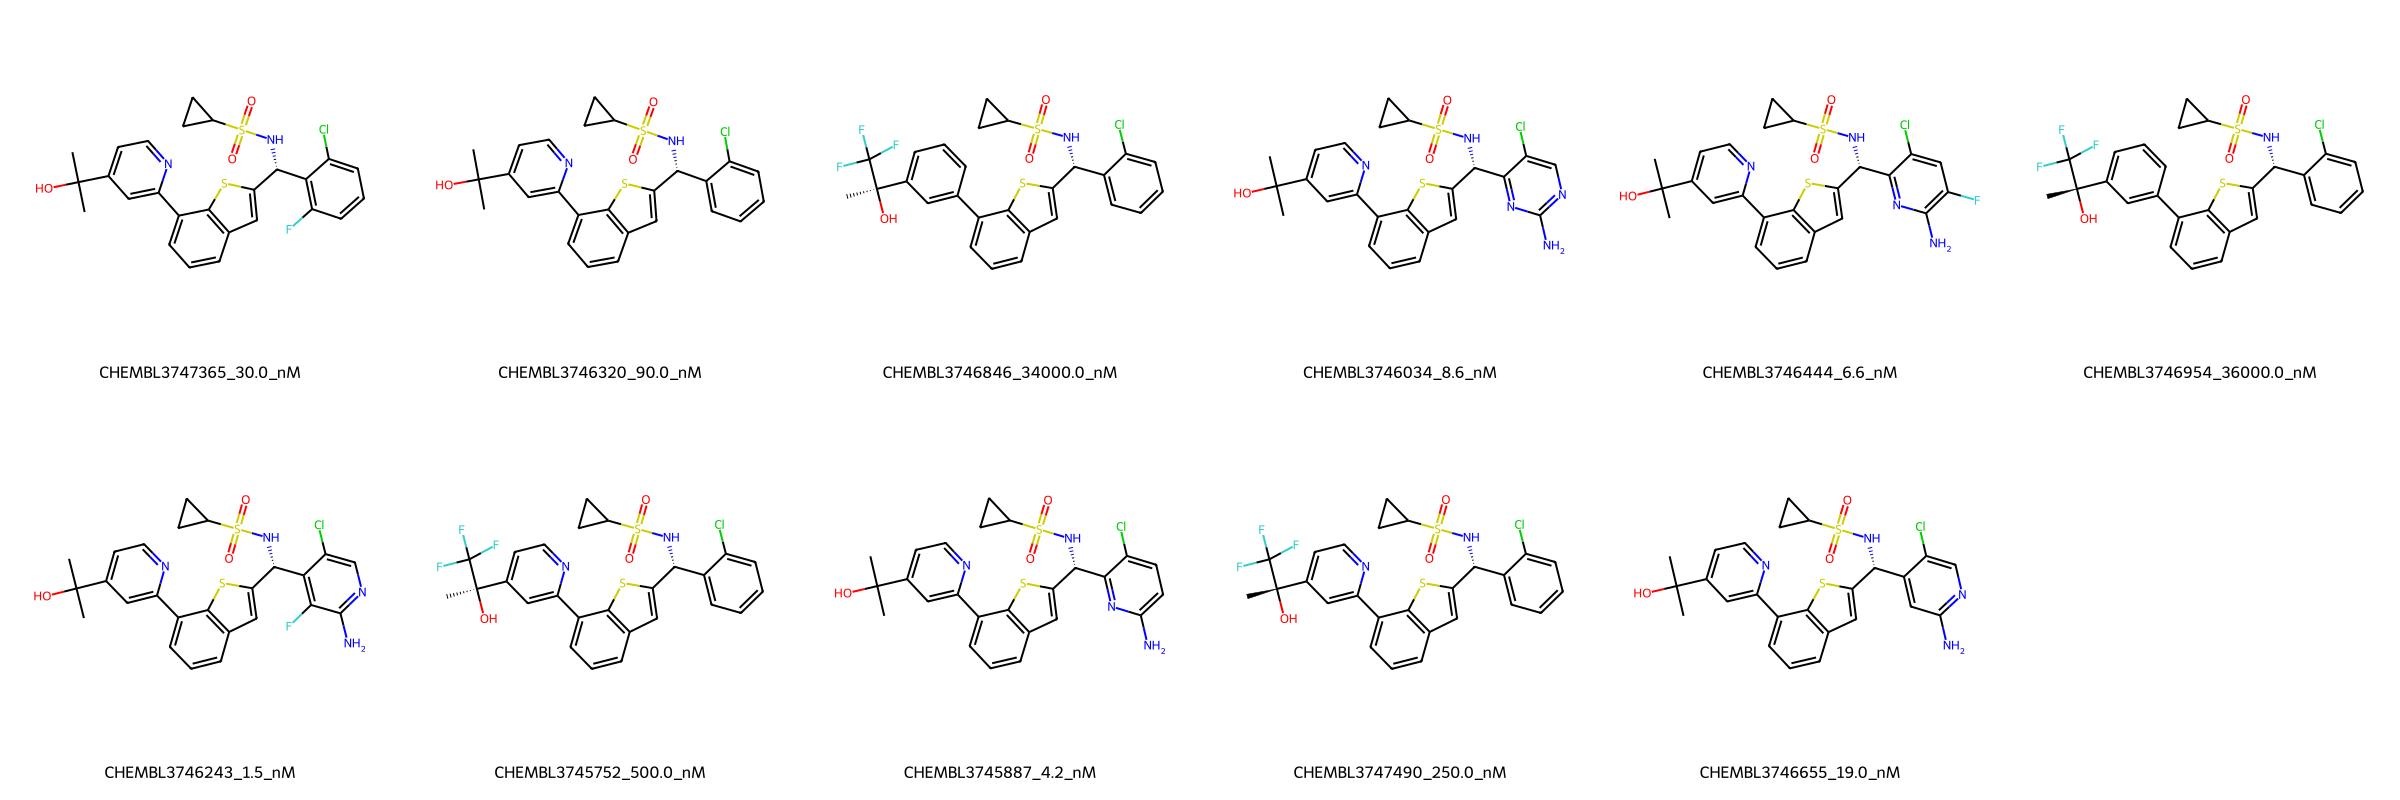 CHEMBL3747365_30.0_nM
CHEMBL3746320_90.0_nM
CHEMBL3746846_34000.0_nM
CHEMBL3746034_8.6_nM
CHEMBL3746444_6.6_nM
CHEMBL3746954_36000.0_nM
CHEMBL3746243_1.5_nM
CHEMBL3745752_500.0_nM
CHEMBL3745887_4.2_nM
CHEMBL3747490_250.0_nM
CHEMBL3746655_19.0_nM